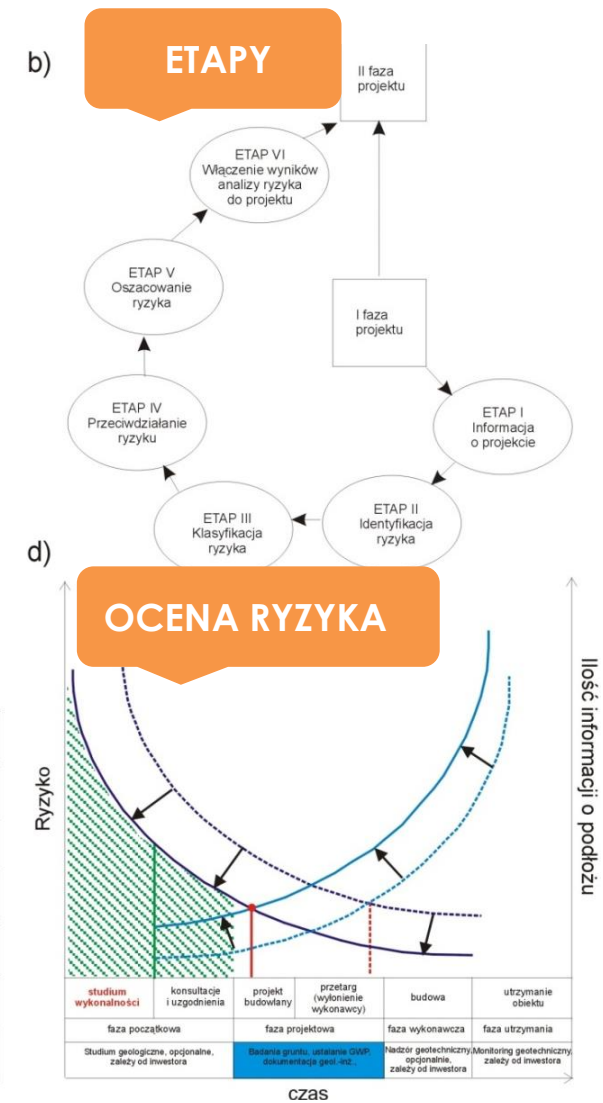 b)
ETAPY
II faza
projektu
ETAP VI
Włączenie wyników
analizy ryzyka
do projektu
ETAP V
Oszacowanie
ryzyka
I faza
projektu
ETAP IV
Przeciwdziałanie
ryzyku
ETAP I
Informacja
o projekcie
ETAP III
Klasyfikacja
ryzyka
ETAP II
Identyfikacja
ryzyka
d)
OCENA RYZYKA
Ryzyko
Ilość informacji o podłożu
studium
wykonalności
konsultacje
i uzgodnienia
projekt
budowlany
przetarg
(wyłonienie
wykonawcy)
budowa
utrzymanie
obiektu
faza początkowa
faza projektowa
faza wykonawcza
faza utrzymania
Studium geologiczne, opcjonalne,
zależy od inwestora
Badania gruntu, ustalanie GWP,
dokumentacja geol.-inż.,
Nadzór geotechniczny,
opcjonalnie,
zależy od inwestora
Monitoring geotechniczny,
zależy od inwestora
czas